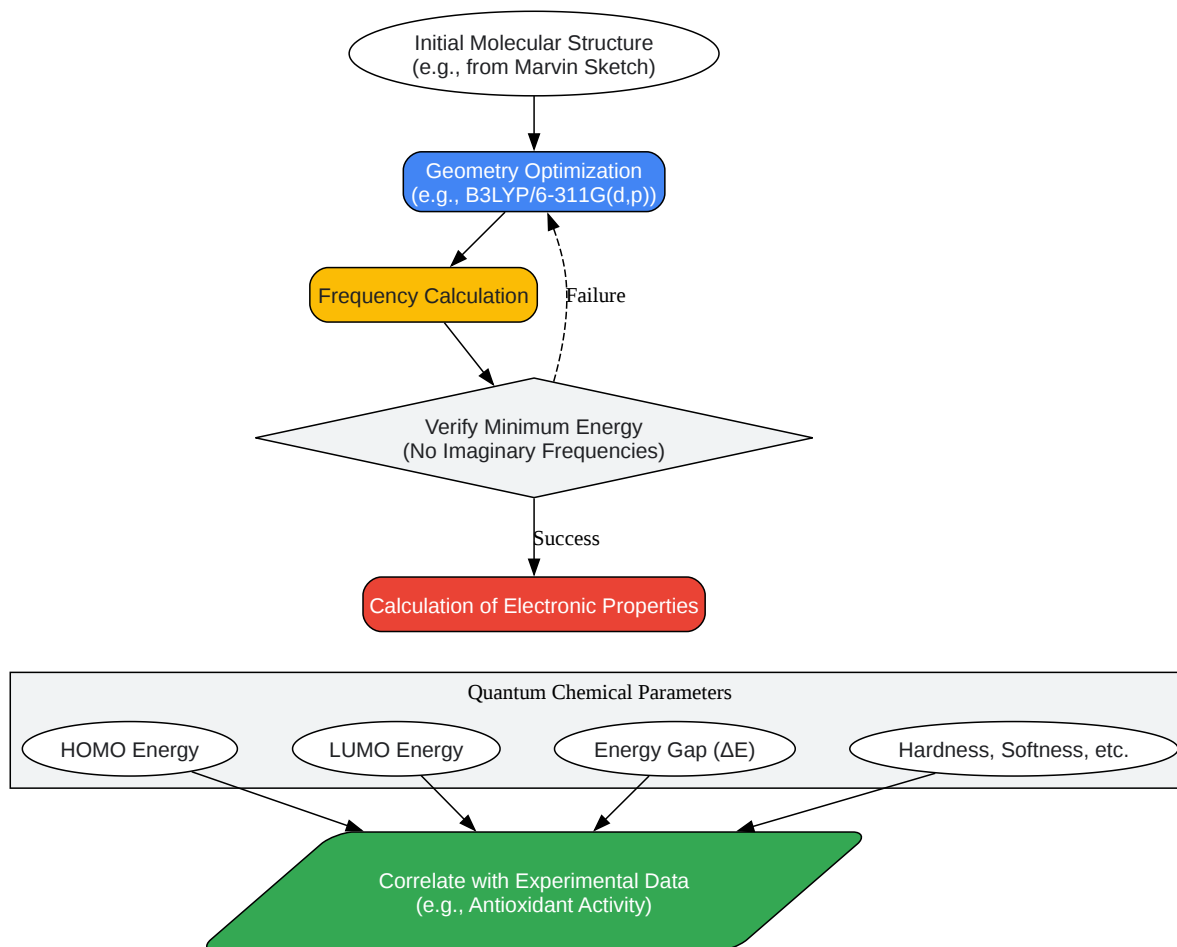 Initial Molecular Structure
(e.g., from Marvin Sketch)
Geometry Optimization
(e.g., B3LYP/6-311G(d,p))
Frequency Calculation
Failure
Verify Minimum Energy
(No Imaginary Frequencies)
Success
Calculation of Electronic Properties
Quantum Chemical Parameters
HOMO Energy
LUMO Energy
Energy Gap (ΔE)
Hardness, Softness, etc.
Correlate with Experimental Data
(e.g., Antioxidant Activity)